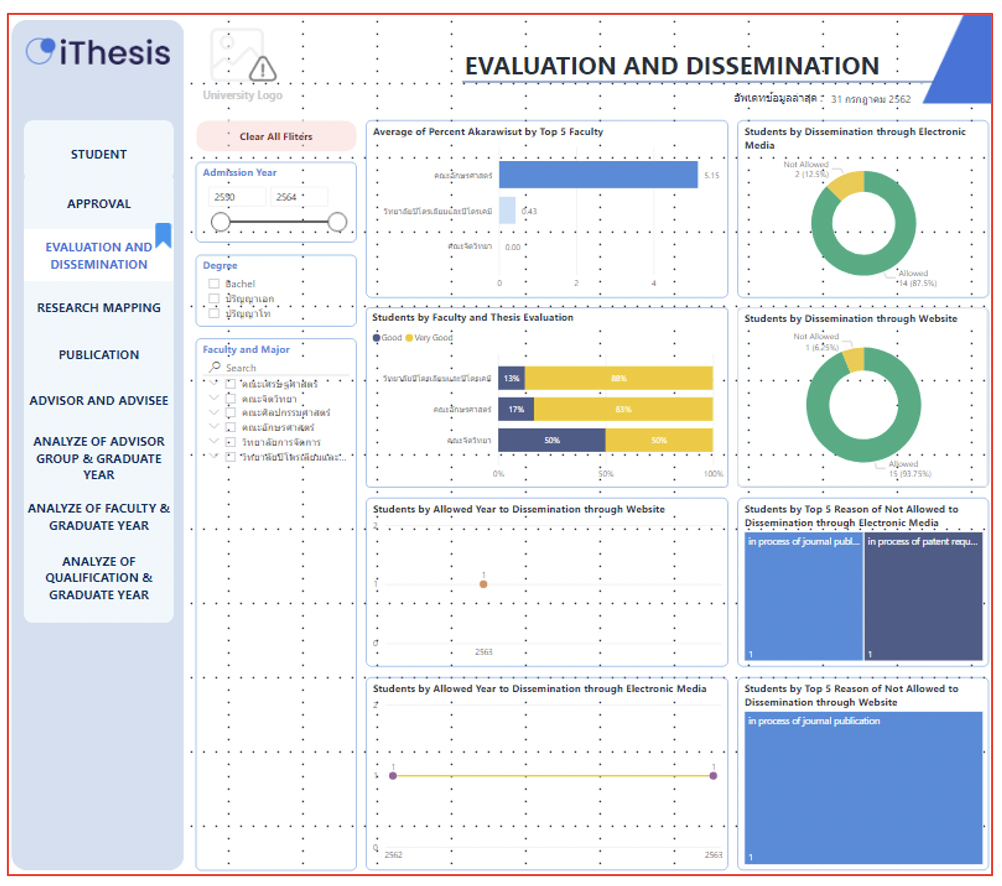 iThesis
University Logo
EVALUATION AND DISSEMINATION
อัพเดทข้อมูลล่าสุด : 31 กรกฎาคม 2562
STUDENT
APPROVAL
EVALUATION AND
DISSEMINATION
RESEARCH MAPPING
PUBLICATION
ADVISOR AND ADVISEE
ANALYZE OF ADVISOR
GROUP & GRADUATE
YEAR
ANALYZE OF FACULTY &
GRADUATE YEAR
ANALYZE OF
QUALIFICATION &
GRADUATE YEAR
Clear All Fliters
Admission Year
2590 2564
Degree
Bachel
ปริญญาเอก
ปริญญาโท
Faculty and Major
Search
คณะเศรษฐศาสตร์
คณะจิตวิทยา
คณะศิลปกรรมศาสตร์
คณะอักษรศาสตร์
วิทยาลัยการจัดการ
วิทยาลัยปิโตรเลียมและ...
Average of Percent Akarawisut by Top 5 Faculty
คณะอักษรศาสตร์ 5.15
วิทยาลัยปิโตรเลียมและปิโตรเคมี 0.43
คณะจิตวิทยา 0.00
0 2 4
Students by Dissemination through Electronic
Media
Not Allowed
2 (12.5%)
Allowed
14 (87.5%)
Students by Faculty and Thesis Evaluation
Good Very Good
วิทยาลัยปิโตรเลียมและปิโตรเคมี 13% 88%
คณะอักษรศาสตร์ 17% 83%
คณะจิตวิทยา 50% 50%
0% 50% 100%
Students by Dissemination through Website
Not Allowed
1 (6.25%)
Allowed
15 (93.75%)
Students by Allowed Year to Dissemination through Website
2
1
1
0
2563
Students by Top 5 Reason of Not Allowed to
Dissemination through Electronic Media
in process of journal publ... in process of patent requ...
1 1
Students by Allowed Year to Dissemination through Electronic Media
2
1 1
1
0
2562 2563
Students by Top 5 Reason of Not Allowed to
Dissemination through Website
in process of journal publication
1